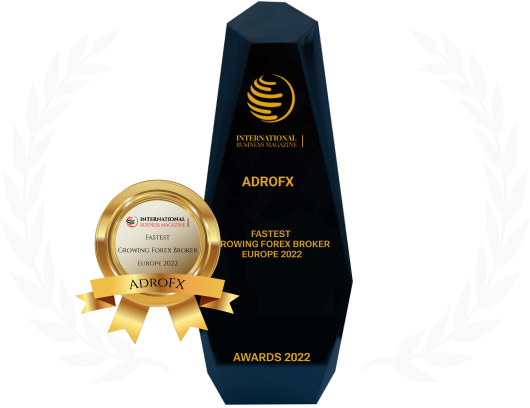 INTERNATIONAL
BUSINESS MAGAZINE
ADROFX
FASTEST
ROWING FOREX BROKER
EUROPE 2022
AWARDS 2022
INTERNATIONAL
BUSINESS MAGAZINE
FASTEST
GROWING FOREX BROKER
EUROPE 2022
ADROFX